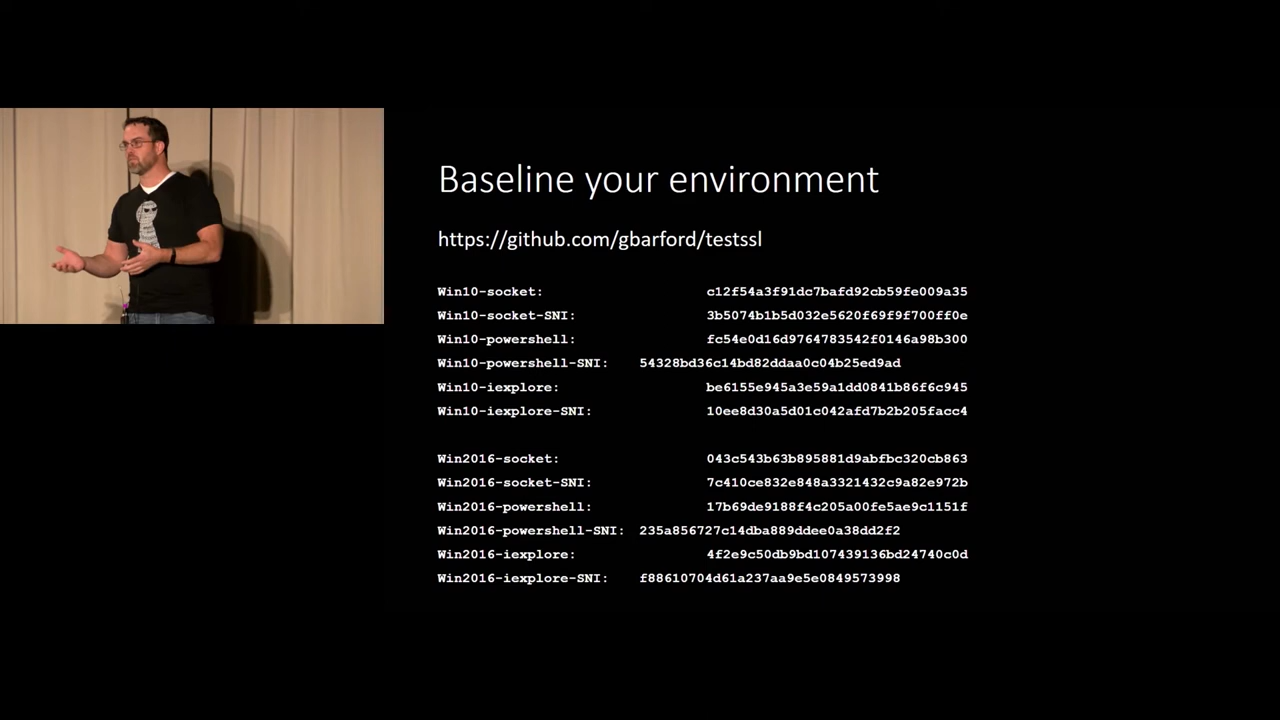 Baseline your environment
https://github.com/gbarford/testssl
Win10-socket: c12f54a3f91dc7bafd92cb59fe009a35
Win10-socket-SNI: 3b5074b1b5d032e5620f69f9f700ff0e
Win10-powershell: fc54e0d16d9764783542f0146a98b300
Win10-powershell-SNI: 54328bd36c14bd82ddaa0c04b25ed9ad
Win10-iexplore: be6155e945a3e59a1dd0841b86f6c945
Win10-iexplore-SNI: 10ee8d30a5d01c042afd7b2b205facc4
Win2016-socket: 043c543b63b895881d9abfbc320cb863
Win2016-socket-SNI: 7c410ce832e848a3321432c9a82e972b
Win2016-powershell: 17b69de9188f4c205a00fe5ae9c1151f
Win2016-powershell-SNI: 235a856727c14dba889ddee0a38dd2f2
Win2016-iexplore: 4f2e9c50db9bd107439136bd24740c0d
Win2016-iexplore-SNI: f88610704d61a237aa9e5e0849573998